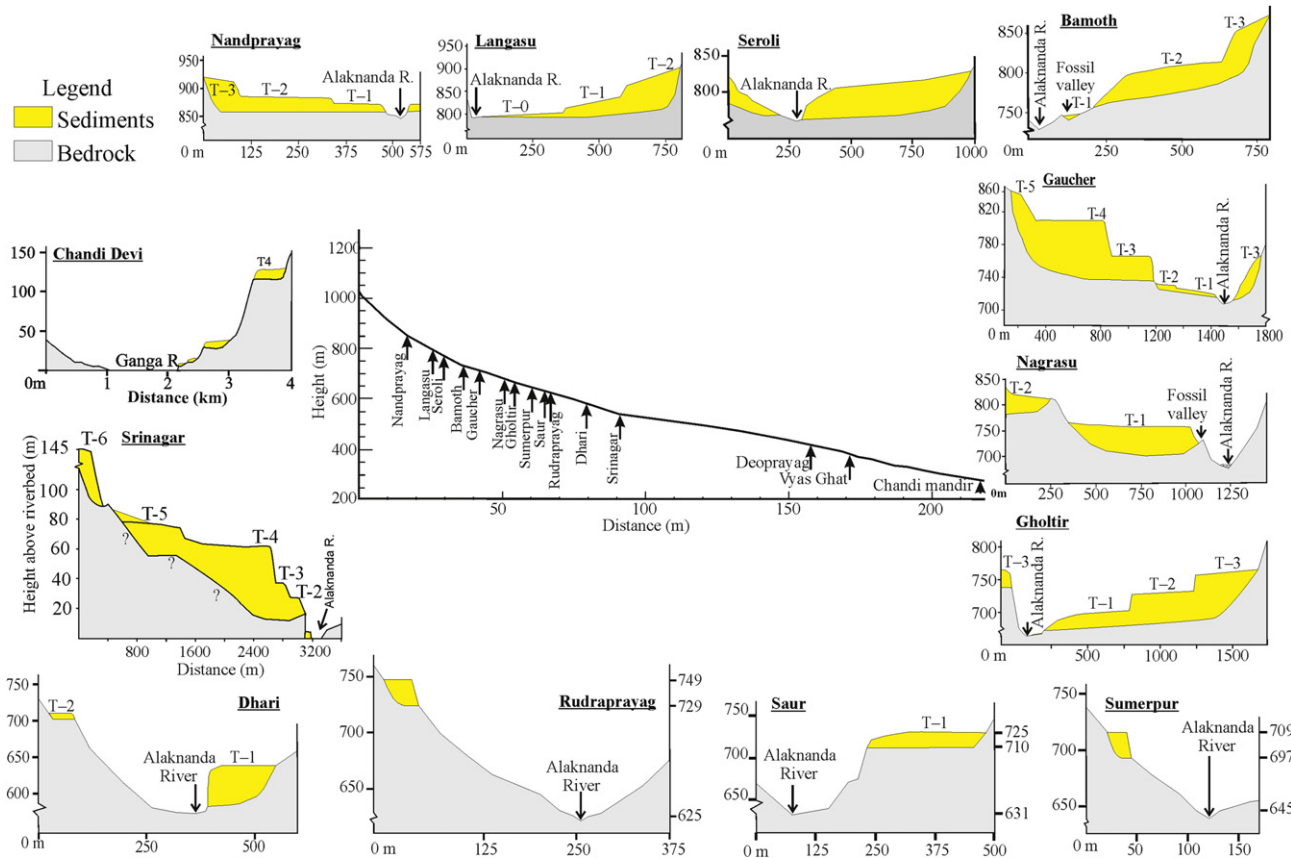 Legend
Sediments
Bedrock
Nandprayag
950
900
850
T–3
T–2
T–1
Alaknanda R.
0 m
125
250
375
500
575
Langasu
950
900
850
800
Alaknanda R.
T–0
T–1
T–2
0 m
250
500
750
Seroli
850
800
Alaknanda R.
0 m
500
1000
Bamoth
850
800
750
Alaknanda R.
Fossil
valley
T-1
T-2
T-3
0 m
250
500
750
Chandi Devi
150
100
50
0m
T4
Ganga R
1
2
3
4
Distance (km)
Height (m)
1200
1000
800
600
400
200
Nandprayag
Langasu
Seroli
Bamoth
Gaucher
Nagrasu
Gholtir
Sumerpur
Saur
Rudraprayag
Dhari
Srinagar
Deoprayag
Vyas Ghat
Chandi mandir
50
100
150
200
Distance (m)
Gaucher
860
820
780
740
700
T-5
T-4
T-3
T-2
T-1
Alaknanda R.
T-3
0 m
400
800
1200
1600
1800
Nagrasu
850
800
750
700
T–2
T–1
Fossil
valley
Alaknanda R.
0m
250
500
750
1000
1250
Srinagar
Height above riverbed (m)
145
100
80
60
40
20
T-6
T-5
T-4
T-3
T-2
Alaknanda R.
?
?
?
800
1600
2400
3200
Distance (m)
Gholtir
800
750
700
T–3
Alaknanda R.
T–1
T–2
T–3
0 m
500
1000
1500
Dhari
750
700
650
600
T–2
Alaknanda
River
T–1
0 m
250
500
Rudraprayag
750
700
650
749
729
625
Alaknanda
River
0 m
125
250
375
Saur
750
700
650
T–1
725
710
631
Alaknanda
River
0 m
125
250
375
500
Sumerpur
750
700
650
709
697
645
Alaknanda
River
0 m
50
100
150